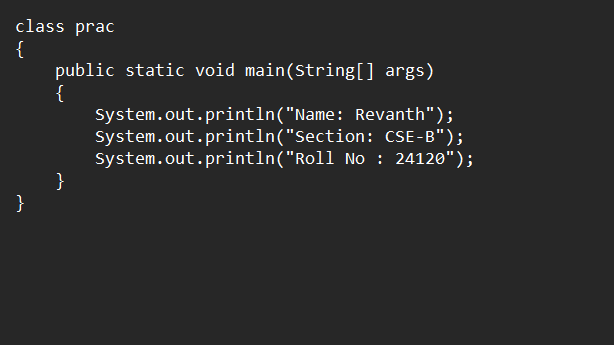 class prac
{
    public static void main(String[] args)
    {
        System.out.println("Name: Revanth");
        System.out.println("Section: CSE-B");
        System.out.println("Roll No : 24120");
    }
}